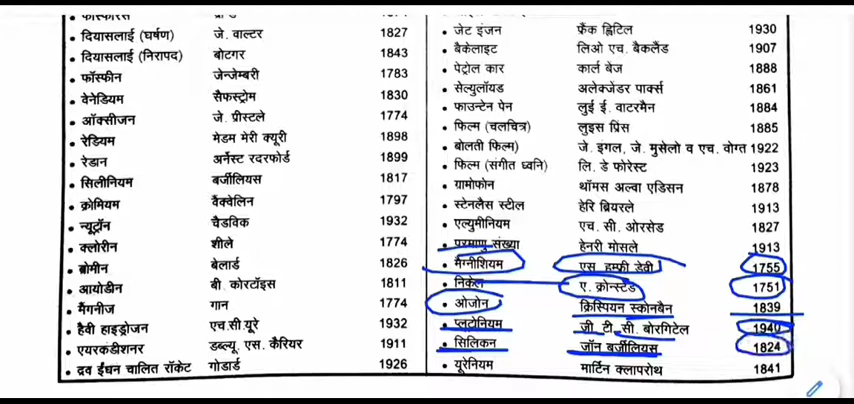 फास्फोरस
दियासलाई (घर्षण) जे. वाल्टर 1827
दियासलाई (निरापद) बोटगर 1843
फॉस्फीन जेन्जेम्बरी 1783
वेनेडियम सैफस्ट्रोम 1830
ऑक्सीजन जे. प्रीस्टले 1774
रेडियम मेडम मेरी क्यूरी 1898
रेडान अर्नेस्ट रदरफोर्ड 1899
सिलीनियम बर्जीलियस 1817
क्रोमियम वैक्वेलिन 1797
न्यूट्रॉन चैडविक 1932
क्लोरीन शीले 1774
ब्रोमीन बेलार्ड 1826
आयोडीन बी. कोरटॉइस 1811
मैंगनीज गान 1774
हैवी हाइड्रोजन एच.सी.यूरे 1932
एयरकंडीशनर डब्ल्यू. एस. कैरियर 1911
द्रव ईंधन चालित रॉकेट गोडार्ड 1926
जेट इंजन फ्रैंक ह्विटिल 1930
बैकेलाइट लिओ एच. बैकलैंड 1907
पेट्रोल कार कार्ल बेंज 1888
सेल्युलॉयड अलेक्जेंडर पार्क्स 1861
फाउन्टेन पेन लुई ई. वाटरमैन 1884
फिल्म (चलचित्र) लुइस प्रिंस 1885
बोलती फिल्म) जे. इंगल, जे. मुसेलो व एच. वोग्त 1922
फिल्म (संगीत ध्वनि) लि. डे फोरेस्ट 1923
ग्रामोफोन थॉमस अल्वा एडिसन 1878
स्टेनलैस स्टील हेरि ब्रियरले 1913
एल्युमीनियम एच. सी. ओरसेड 1827
परमाणु संख्या हेनरी मोसले 1913
मैग्नीशियम एस. हम्फ्री डेवी 1755
निकेल ए. क्रोन्स्टेड 1751
ओजोन क्रिस्पियन स्कोनबैन 1839
प्लूटोनियम जी. टी. सी. बोरगिटेल 1940
सिलिकन जॉन बर्जीलियस 1824
यूरेनियम मार्टिन क्लापरोथ 1841